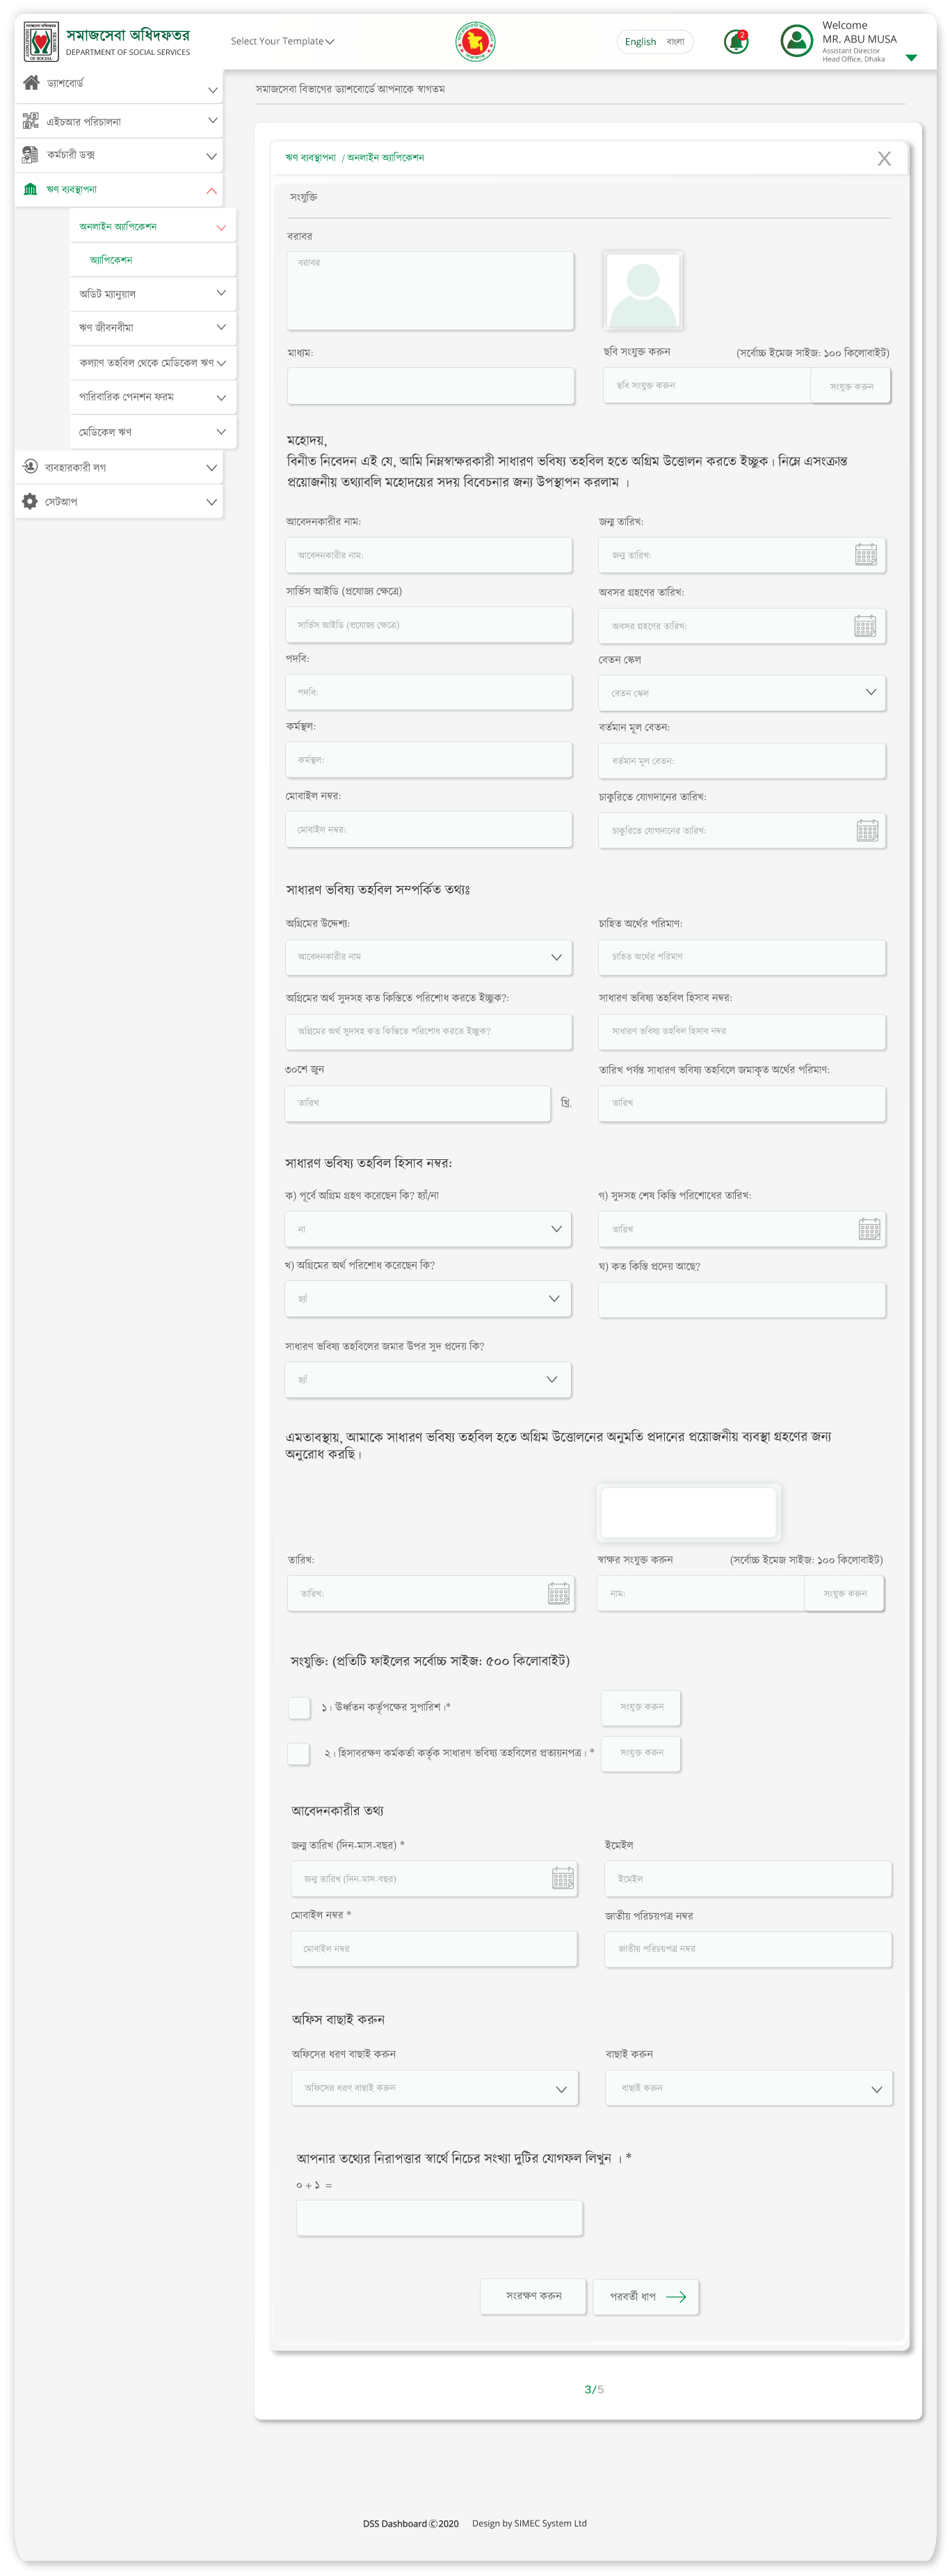 সমাজসেবা অধিদফতর
DEPARTMENT OF SOCIAL SERVICES
Select Your Template
English বাংলা
2
Welcome
MR. ABU MUSA
Assistant Director
Head Office, Dhaka
ড্যাশবোর্ড
এইচআর পরিচালনা
কর্মচারী ডক্স
ঋণ ব্যবস্থাপনা
অনলাইন অ্যাপিকেশন
অ্যাপিকেশন
অডিট ম্যানুয়াল
ঋণ জীবনবীমা
কল্যাণ তহবিল থেকে মেডিকেল ঋণ
পারিবারিক পেনশন ফরম
মেডিকেল ঋণ
ব্যবহারকারী লগ
সেটআপ
সমাজসেবা বিভাগের ড্যাশবোর্ডে আপনাকে স্বাগতম
ঋণ ব্যবস্থাপনা / অনলাইন অ্যাপিকেশন
X
সংযুক্তি
বরাবর
বরাবর
মাধ্যম:
ছবি সংযুক্ত করুন (সর্বোচ্চ ইমেজ সাইজ: ১০০ কিলোবাইট)
ছবি সংযুক্ত করুন সংযুক্ত করুন
মহোদয়,
বিনীত নিবেদন এই যে, আমি নিম্নস্বাক্ষরকারী সাধারণ ভবিষ্য তহবিল হতে অগ্রিম উত্তোলন করতে ইচ্ছুক। নিম্নে এসংক্রান্ত
প্রয়োজনীয় তথ্যাবলি মহোদয়ের সদয় বিবেচনার জন্য উপস্থাপন করলাম ।
আবেদনকারীর নাম: জন্ম তারিখ:
আবেদনকারীর নাম: জন্ম তারিখ:
সার্ভিস আইডি (প্রযোজ্য ক্ষেত্রে) অবসর গ্রহণের তারিখ:
সার্ভিস আইডি (প্রযোজ্য ক্ষেত্রে) অবসর গ্রহণের তারিখ:
পদবি: বেতন স্কেল
পদবি: বেতন স্কেল
কর্মস্থল: বর্তমান মূল বেতন:
কর্মস্থল: বর্তমান মূল বেতন:
মোবাইল নম্বর: চাকুরিতে যোগদানের তারিখ:
মোবাইল নম্বর: চাকুরিতে যোগদানের তারিখ:
সাধারণ ভবিষ্য তহবিল সম্পর্কিত তথ্যঃ
অগ্রিমের উদ্দেশ্য: চাহিত অর্থের পরিমাণ:
আবেদনকারীর নাম চাহিত অর্থের পরিমাণ
অগ্রিমের অর্থ সুদসহ কত কিস্তিতে পরিশোধ করতে ইচ্ছুক?: সাধারণ ভবিষ্য তহবিল হিসাব নম্বর:
অগ্রিমের অর্থ সুদসহ কত কিস্তিতে পরিশোধ করতে ইচ্ছুক? সাধারণ ভবিষ্য তহবিল হিসাব নম্বর
৩০শে জুন তারিখ পর্যন্ত সাধারণ ভবিষ্য তহবিলে জমাকৃত অর্থের পরিমাণ:
তারিখ খ্রি. তারিখ
সাধারণ ভবিষ্য তহবিল হিসাব নম্বর:
ক) পূর্বে অগ্রিম গ্রহণ করেছেন কি? হ্যাঁ/না গ) সুদসহ শেষ কিস্তি পরিশোধের তারিখ:
না তারিখ
খ) অগ্রিমের অর্থ পরিশোধ করেছেন কি? ঘ) কত কিস্তি প্রদেয় আছে?
হ্যাঁ
সাধারণ ভবিষ্য তহবিলের জমার উপর সুদ প্রদেয় কি?
হ্যাঁ
এমতাবস্থায়, আমাকে সাধারণ ভবিষ্য তহবিল হতে অগ্রিম উত্তোলনের অনুমতি প্রদানের প্রয়োজনীয় ব্যবস্থা গ্রহণের জন্য
অনুরোধ করছি।
তারিখ: স্বাক্ষর সংযুক্ত করুন (সর্বোচ্চ ইমেজ সাইজ: ১০০ কিলোবাইট)
তারিখ: নাম: সংযুক্ত করুন
সংযুক্তি: (প্রতিটি ফাইলের সর্বোচ্চ সাইজ: ৫০০ কিলোবাইট)
১। ঊর্ধ্বতন কর্তৃপক্ষের সুপারিশ।* সংযুক্ত করুন
২। হিসাবরক্ষণ কর্মকর্তা কর্তৃক সাধারণ ভবিষ্য তহবিলের প্রত্যয়নপত্র। * সংযুক্ত করুন
আবেদনকারীর তথ্য
জন্ম তারিখ (দিন-মাস-বছর) * ইমেইল
জন্ম তারিখ (দিন-মাস-বছর) ইমেইল
মোবাইল নম্বর * জাতীয় পরিচয়পত্র নম্বর
মোবাইল নম্বর জাতীয় পরিচয়পত্র নম্বর
অফিস বাছাই করুন
অফিসের ধরণ বাছাই করুন বাছাই করুন
অফিসের ধরণ বাছাই করুন বাছাই করুন
আপনার তথ্যের নিরাপত্তার স্বার্থে নিচের সংখ্যা দুটির যোগফল লিখুন । *
০ + ১ =
সংরক্ষণ করুন পরবর্তী ধাপ
3/5
DSS Dashboard ©2020 Design by SIMEC System Ltd